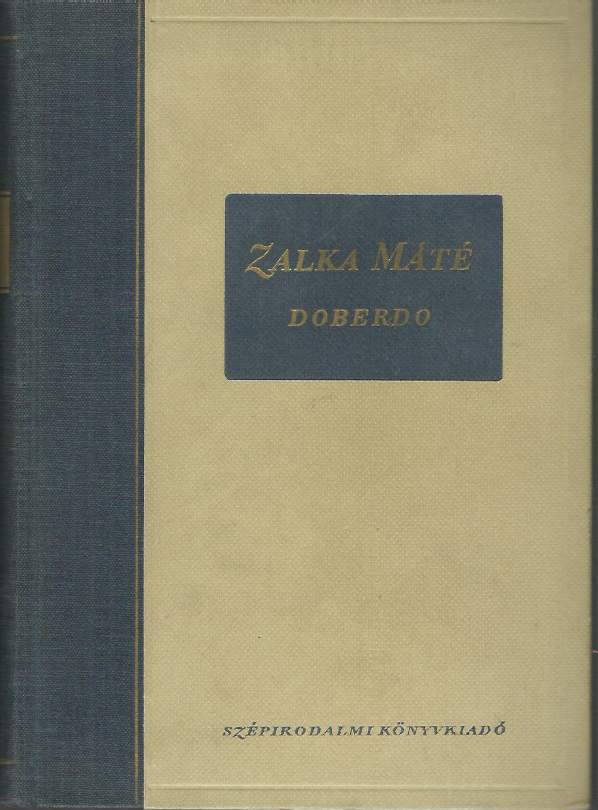 ZALKA MÁTÉ
DOBERDO
SZÉPIRODALMI KÖNYVKIADÓ